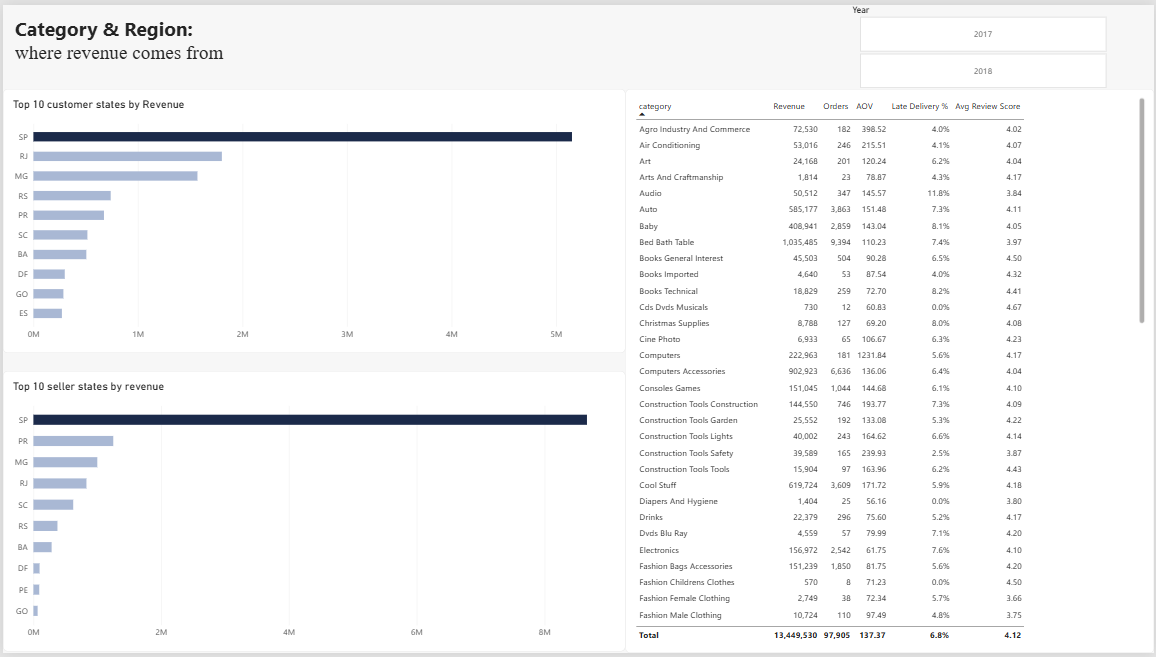 Category & Region:
where revenue comes from
Year
2017
2018
Top 10 customer states by Revenue
SP
RJ
MG
RS
PR
SC
BA
DF
GO
ES
0M 1M 2M 3M 4M 5M
Top 10 seller states by revenue
SP
PR
MG
RJ
SC
RS
BA
DF
PE
GO
0M 2M 4M 6M 8M
category Revenue Orders AOV Late Delivery % Avg Review Score
Agro Industry And Commerce 72,530 182 398.52 4.0% 4.02
Air Conditioning 53,016 246 215.51 4.1% 4.07
Art 24,168 201 120.24 6.2% 4.04
Arts And Craftmanship 1,814 23 78.87 4.3% 4.17
Audio 50,512 347 145.57 11.8% 3.84
Auto 585,177 3,863 151.48 7.3% 4.11
Baby 408,941 2,859 143.04 8.1% 4.05
Bed Bath Table 1,035,485 9,394 110.23 7.4% 3.97
Books General Interest 45,503 504 90.28 6.5% 4.50
Books Imported 4,640 53 87.54 4.0% 4.32
Books Technical 18,829 259 72.70 8.2% 4.41
Cds Dvds Musicals 730 12 60.83 0.0% 4.67
Christmas Supplies 8,788 127 69.20 8.0% 4.08
Cine Photo 6,933 65 106.67 6.3% 4.23
Computers 222,963 181 1231.84 5.6% 4.17
Computers Accessories 902,923 6,636 136.06 6.4% 4.04
Consoles Games 151,045 1,044 144.68 6.1% 4.10
Construction Tools Construction 144,550 746 193.77 7.3% 4.09
Construction Tools Garden 25,552 192 133.08 5.3% 4.22
Construction Tools Lights 40,002 243 164.62 6.6% 4.14
Construction Tools Safety 39,589 165 239.93 2.5% 3.87
Construction Tools Tools 15,904 97 163.96 6.2% 4.43
Cool Stuff 619,724 3,609 171.72 5.9% 4.18
Diapers And Hygiene 1,404 25 56.16 0.0% 3.80
Drinks 22,379 296 75.60 5.2% 4.17
Dvds Blu Ray 4,559 57 79.99 7.1% 4.20
Electronics 156,972 2,542 61.75 7.6% 4.10
Fashion Bags Accessories 151,239 1,850 81.75 5.6% 4.20
Fashion Childrens Clothes 570 8 71.23 0.0% 4.50
Fashion Female Clothing 2,749 38 72.34 5.7% 3.66
Fashion Male Clothing 10,724 110 97.49 4.8% 3.75
Total 13,449,530 97,905 137.37 6.8% 4.12